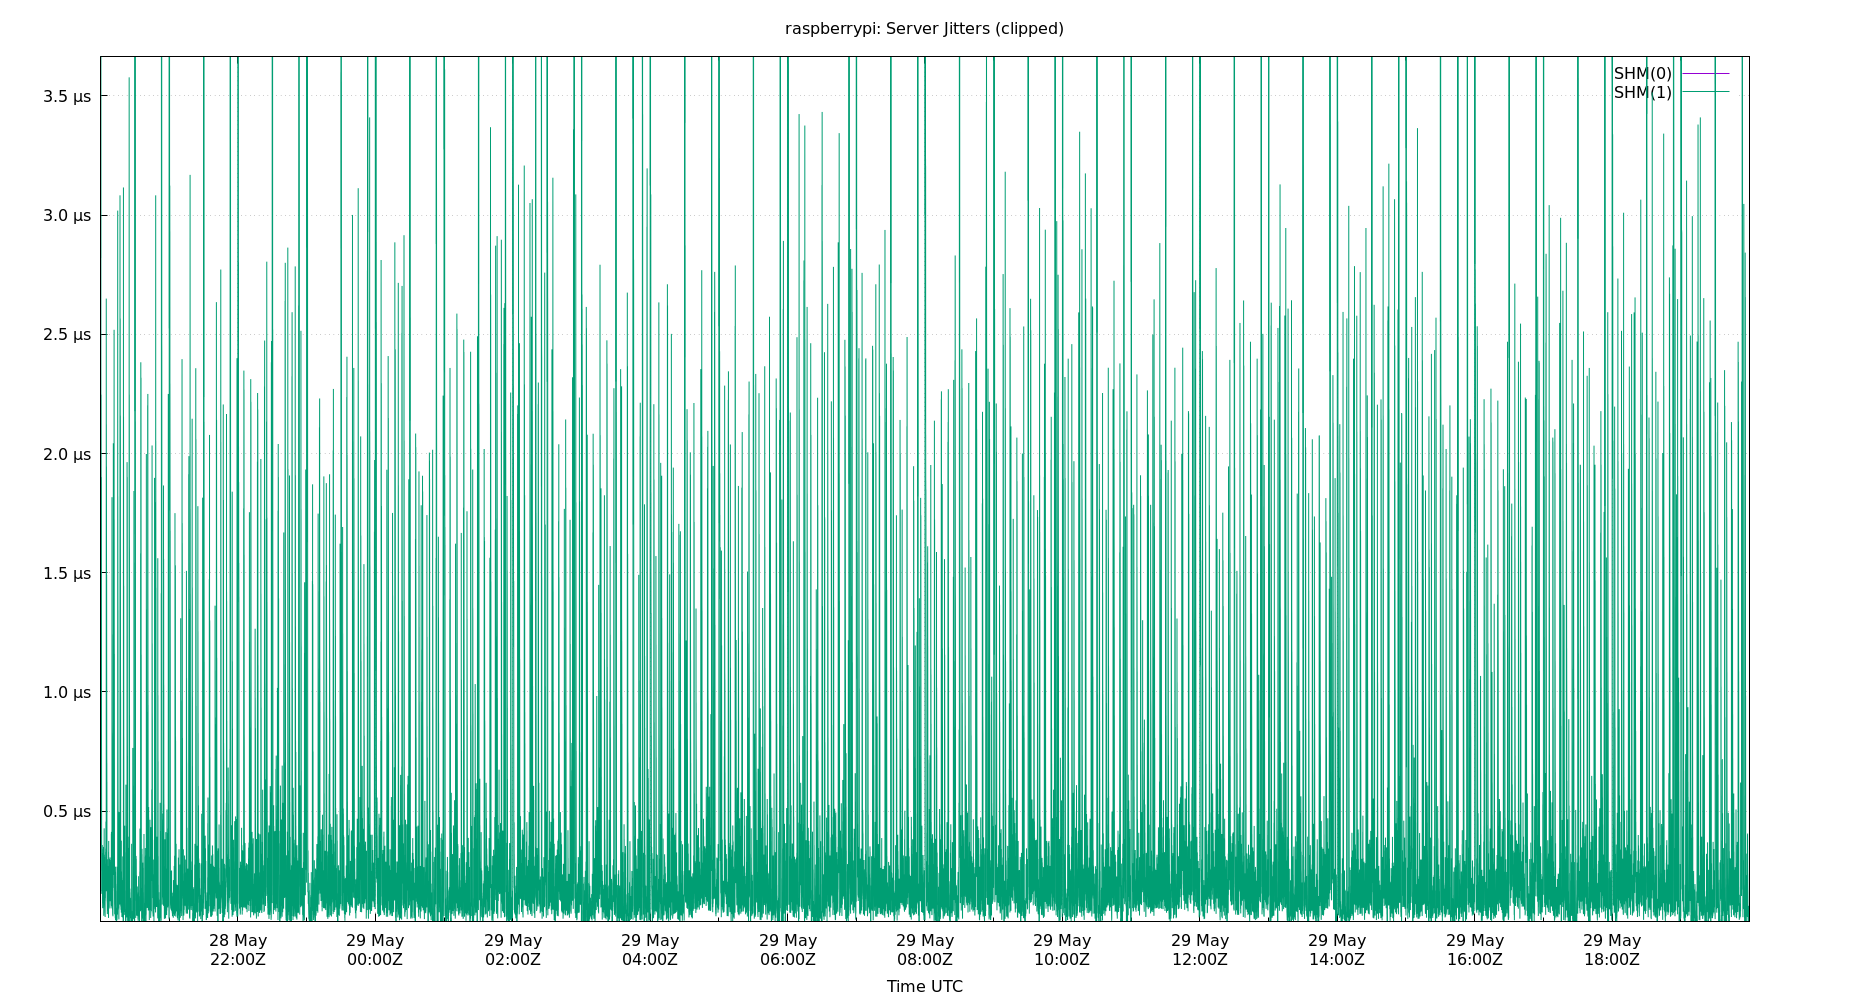 raspberrypi: Server Jitters (clipped)
SHM(0)
SHM(1)
3.5 µs
3.0 µs
2.5 µs
2.0 µs
1.5 µs
1.0 µs
0.5 µs
28 May 29 May 29 May 29 May 29 May 29 May 29 May 29 May 29 May 29 May 29 May
22:00Z 00:00Z 02:00Z 04:00Z 06:00Z 08:00Z 10:00Z 12:00Z 14:00Z 16:00Z 18:00Z
Time UTC